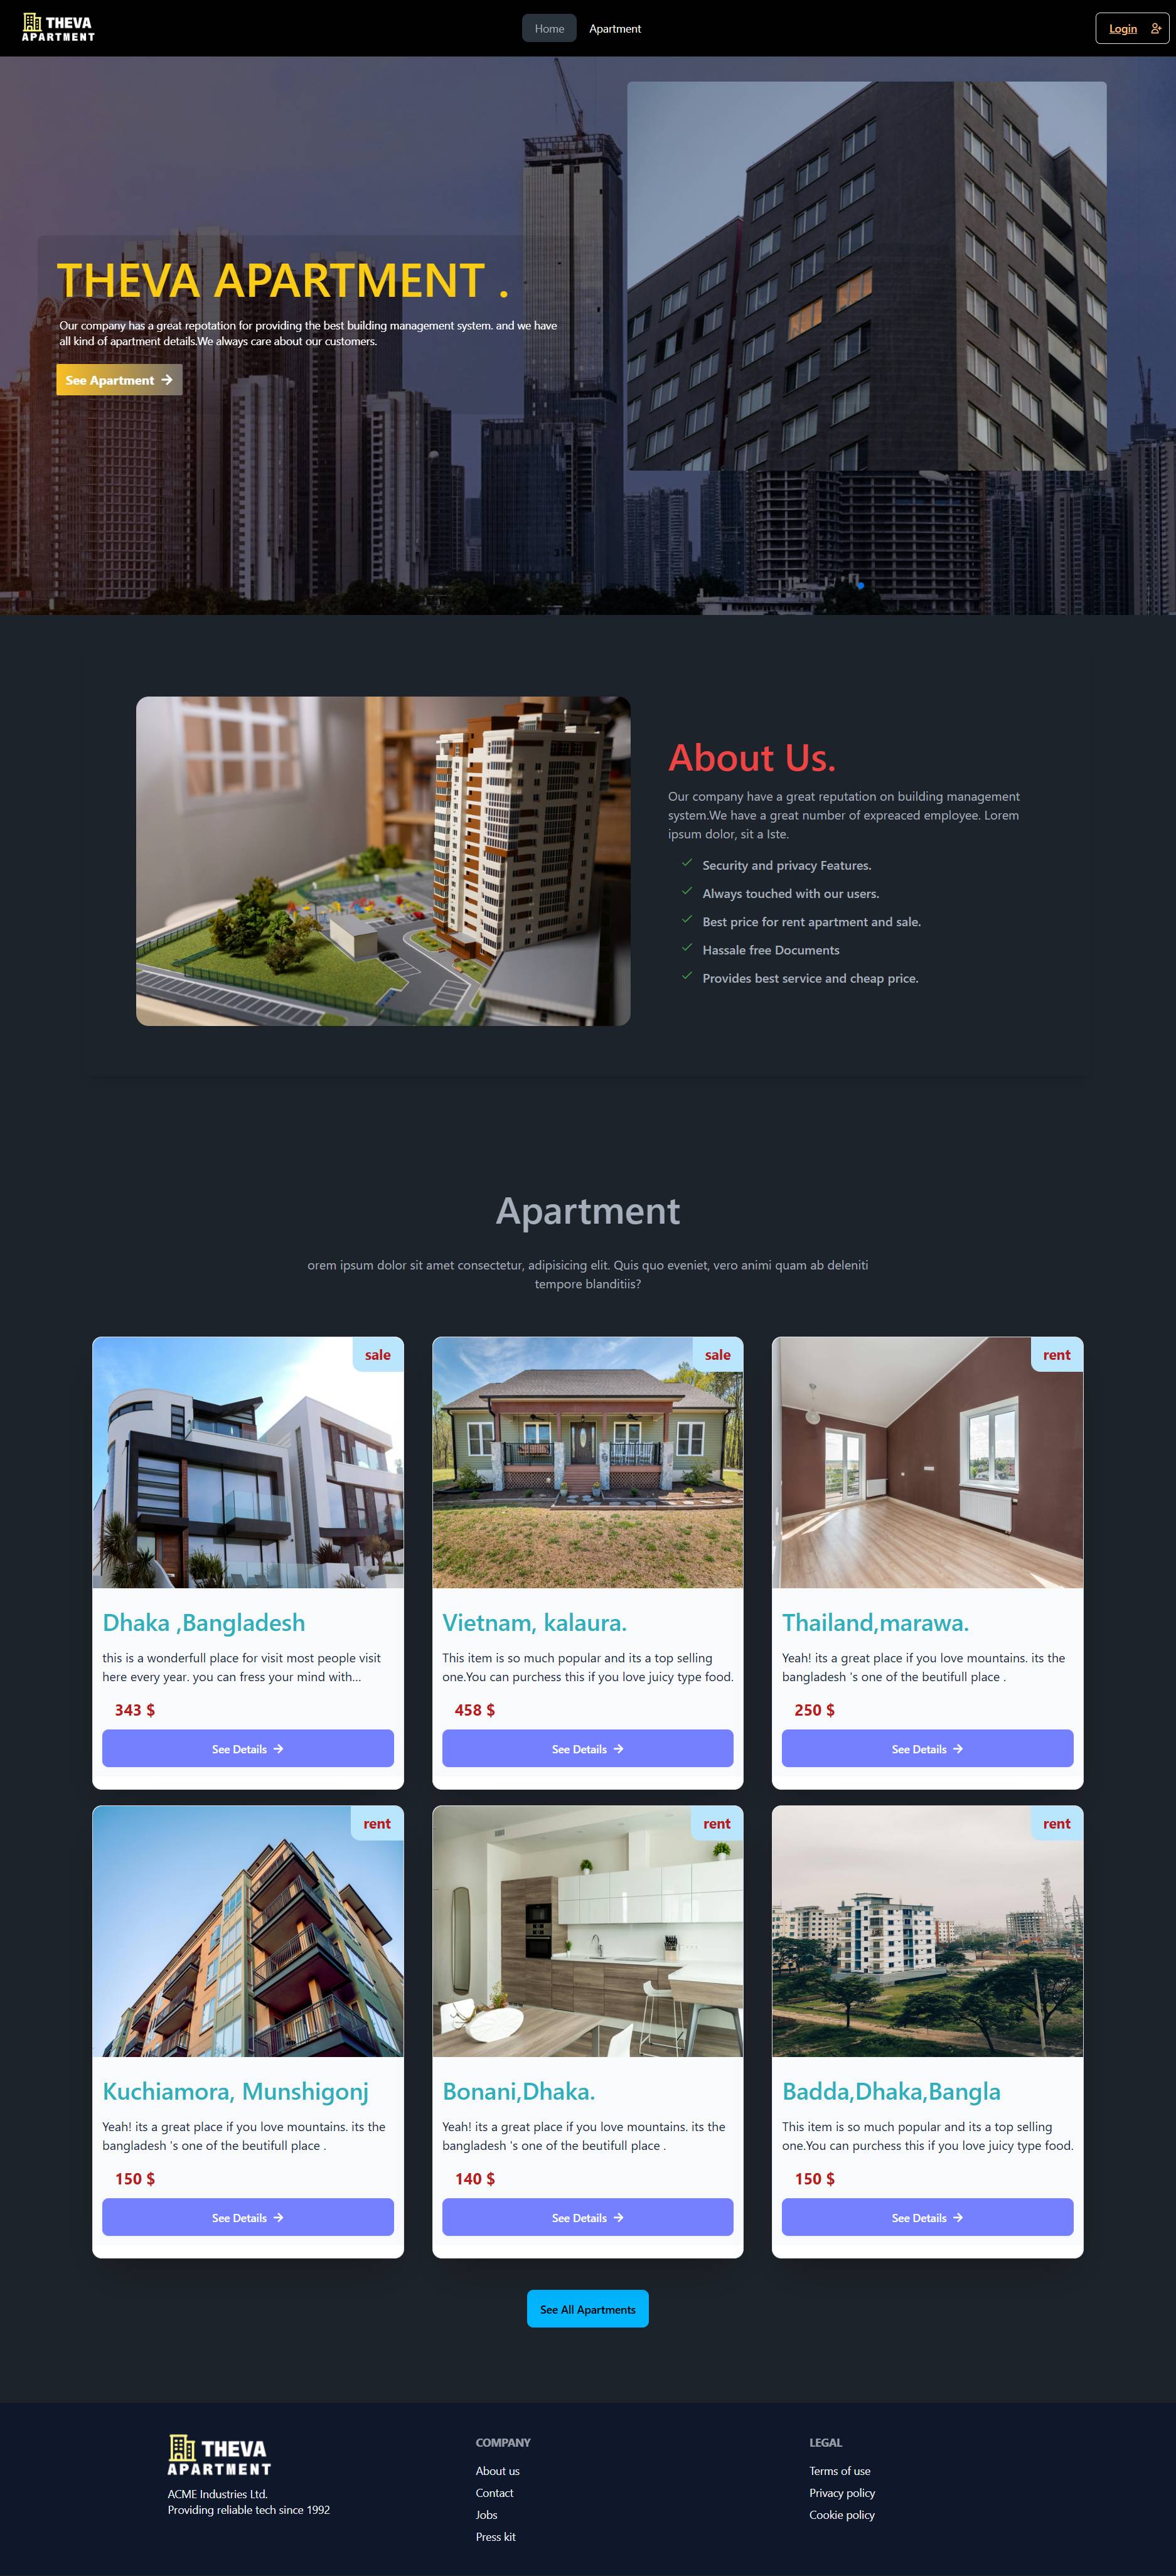 THEVA
APARTMENT
Home
Apartment
Login
THEVA APARTMENT .
Our company has a great repotation for providing the best building management system. and we have
all kind of apartment details.We always care about our customers.
See Apartment
About Us.
Our company have a great reputation on building management
system.We have a great number of expreaced employee. Lorem
ipsum dolor, sit a Iste.
Security and privacy Features.
Always touched with our users.
Best price for rent apartment and sale.
Hassale free Documents
Provides best service and cheap price.
Apartment
orem ipsum dolor sit amet consectetur, adipisicing elit. Quis quo eveniet, vero animi quam ab deleniti
tempore blanditiis?
sale
Dhaka ,Bangladesh
this is a wonderfull place for visit most people visit
here every year. you can fress your mind with...
343 $
See Details
sale
Vietnam, kalaura.
This item is so much popular and its a top selling
one.You can purchess this if you love juicy type food.
458 $
See Details
rent
Thailand,marawa.
Yeah! its a great place if you love mountains. its the
bangladesh 's one of the beutifull place .
250 $
See Details
rent
Kuchiamora, Munshigonj
Yeah! its a great place if you love mountains. its the
bangladesh 's one of the beutifull place .
150 $
See Details
rent
Bonani,Dhaka.
Yeah! its a great place if you love mountains. its the
bangladesh 's one of the beutifull place .
140 $
See Details
rent
Badda,Dhaka,Bangla
This item is so much popular and its a top selling
one.You can purchess this if you love juicy type food.
150 $
See Details
See All Apartments
THEVA
APARTMENT
ACME Industries Ltd.
Providing reliable tech since 1992
COMPANY
About us
Contact
Jobs
Press kit
LEGAL
Terms of use
Privacy policy
Cookie policy